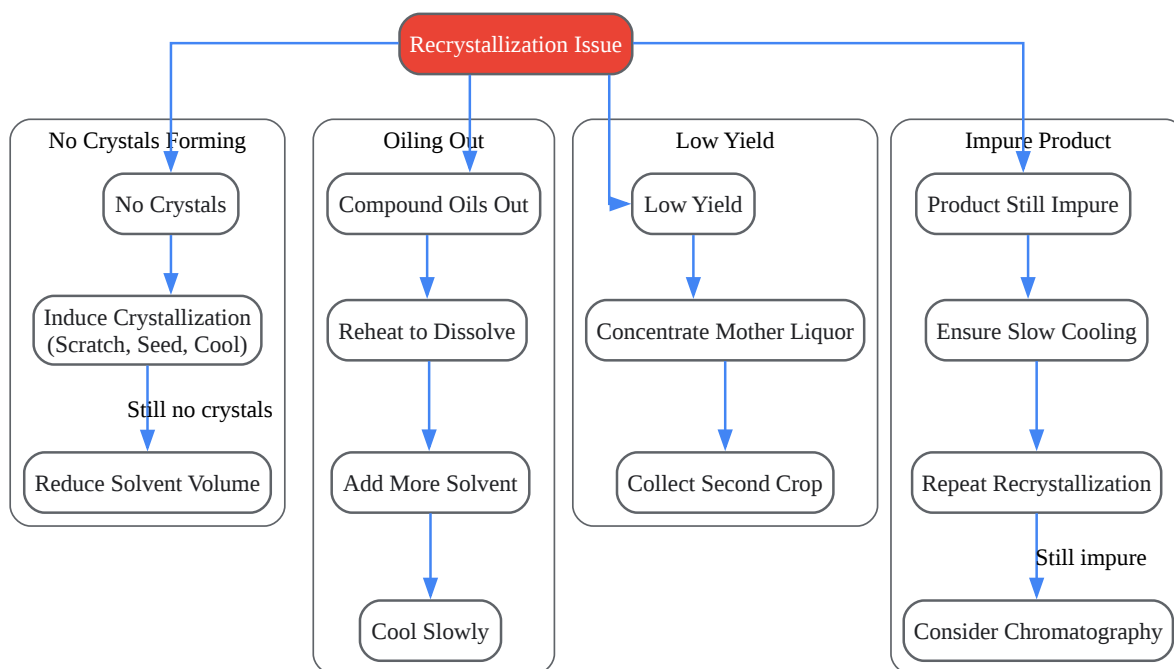 Recrystallization Issue
No Crystals Forming
No Crystals
Induce Crystallization
(Scratch, Seed, Cool)
Still no crystals
Reduce Solvent Volume
Oiling Out
Compound Oils Out
Reheat to Dissolve
Add More Solvent
Cool Slowly
Low Yield
Low Yield
Concentrate Mother Liquor
Collect Second Crop
Impure Product
Product Still Impure
Ensure Slow Cooling
Repeat Recrystallization
Still impure
Consider Chromatography